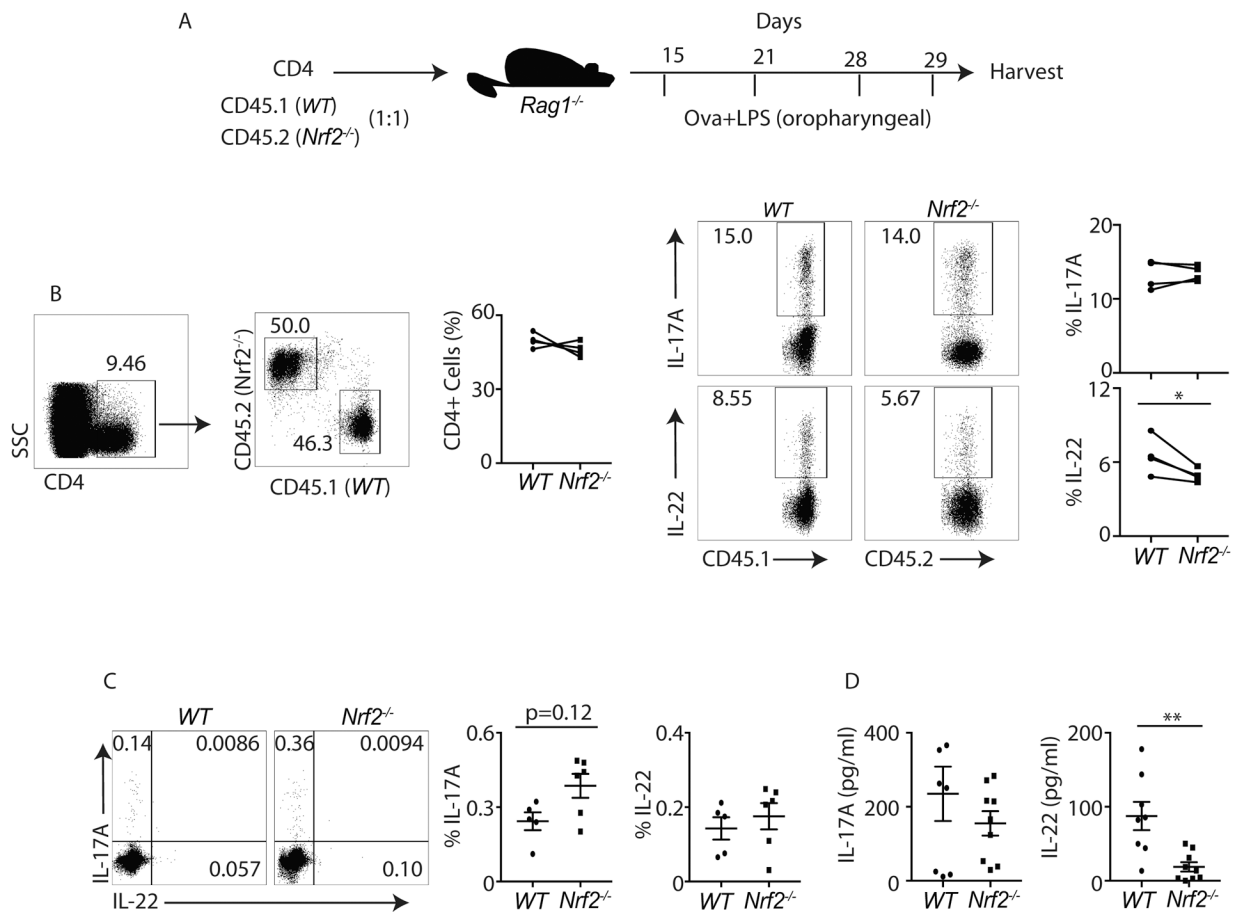 A
Days
CD4
15
21
28
29
Harvest
CD45.1 (WT)
CD45.2 (Nrf2-/-)
(1:1)
Rag1-/-
Ova+LPS (oropharyngeal)
B
SSC
9.46
CD4
CD45.2 (Nrf2-/-)
50.0
46.3
CD45.1 (WT)
CD4+ Cells (%)
60
30
0
WT Nrf2-/-
WT
Nrf2-/-
IL-17A
15.0
14.0
% IL-17A
20
10
0
IL-22
8.55
5.67
CD45.1
CD45.2
% IL-22
12
6
0
*
WT Nrf2-/-
C
WT
Nrf2-/-
IL-17A
0.14
0.0086
0.057
0.36
0.0094
0.10
IL-22
% IL-17A
0.6
0.3
0
p=0.12
WT Nrf2-/-
% IL-22
0.4
0.2
0
WT Nrf2-/-
D
IL-17A (pg/ml)
400
200
0
WT Nrf2-/-
IL-22 (pg/ml)
200
100
0
**
WT Nrf2-/-